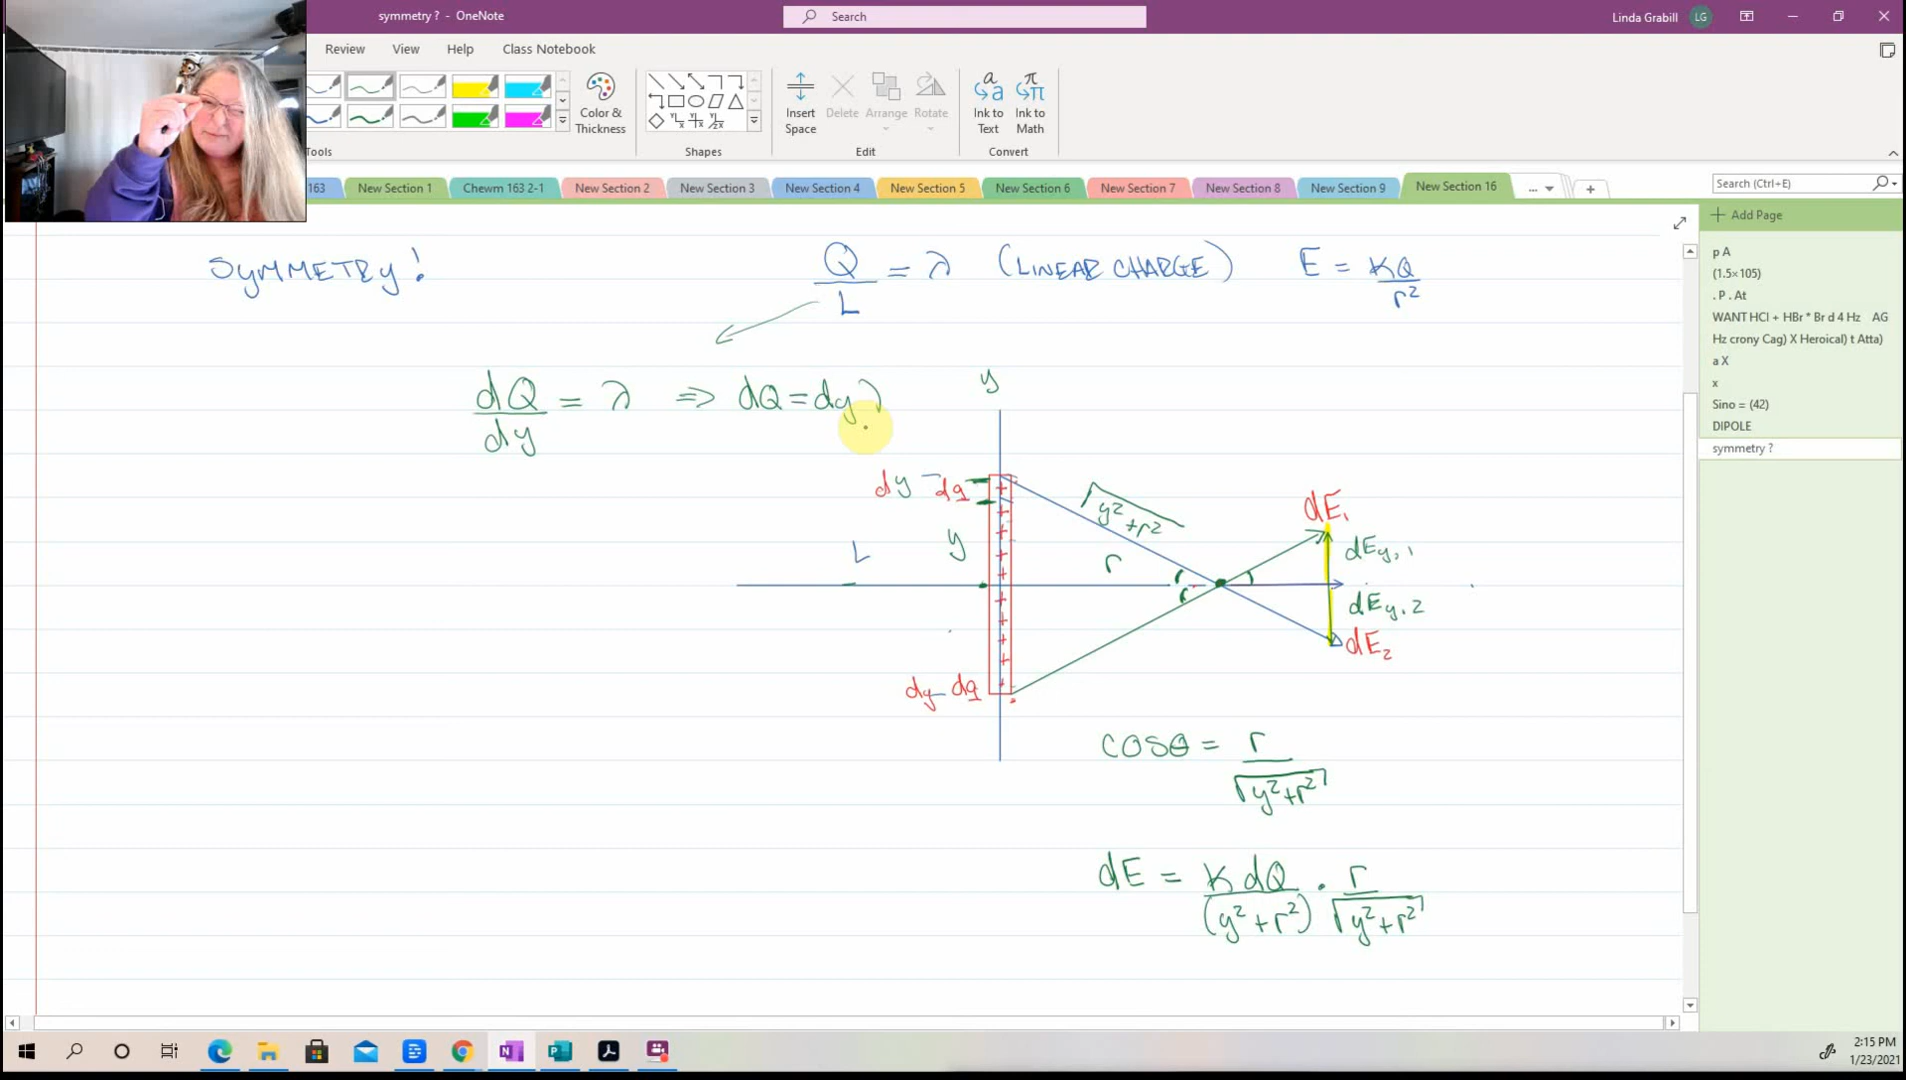 symmetry ? - OneNote
Search
Linda Grabill
LG
Review
View
Help
Class Notebook
Color & Thickness
Insert Space
Delete
Arrange
Rotate
Ink to Text
Ink to Math
Tools
Shapes
Edit
Convert
163
New Section 1
Chewm 163 2-1
New Section 2
New Section 3
New Section 4
New Section 5
New Section 6
New Section 7
New Section 8
New Section 9
New Section 16
...
Search (Ctrl+E)
Add Page
p A
(1.5×105)
. P . At
WANT HCl + HBr * Br d 4 Hz AG
Hz crony Cag) X Heroical) t Atta)
a X
x
Sino = (42)
DIPOLE
symmetry ?
SYMMETRY!
Q/L = λ (LINEAR CHARGE) E = KQ/r²
dQ/dy = λ ⇒ dQ = dyλ
y
dy dq
√y²+r²
dE₁
y
L
r
dEy,1
dEy,2
dE₂
dy dq
cosθ = r/√y²+r²
dE = K dQ/(y²+r²) · r/√y²+r²
2:15 PM
1/23/2021